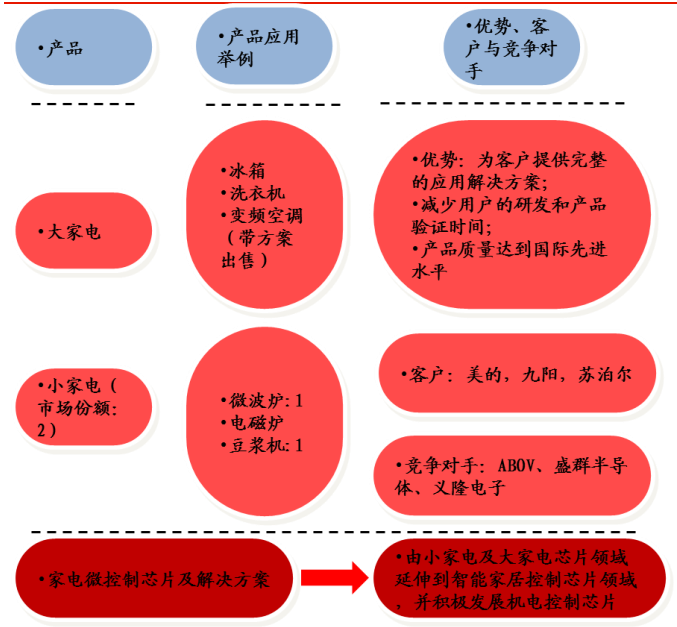 •产品
•产品应用
举例
•优势、客
户与竞争对
手
•大家电
•冰箱
•洗衣机
•变频空调
（带方案
出售）
•优势：为客户提供完整
的应用解决方案；
•减少用户的研发和产品
验证时间；
•产品质量达到国际先进
水平
•小家电（
市场份额：
2）
•微波炉：1
•电磁炉
•豆浆机：1
•客户：美的，九阳，苏泊尔
•竞争对手：ABOV、盛群半导
体、义隆电子
•家电微控制芯片及解决方案
•由小家电及大家电芯片领域
延伸到智能家居控制芯片领域
，并积极发展机电控制芯片